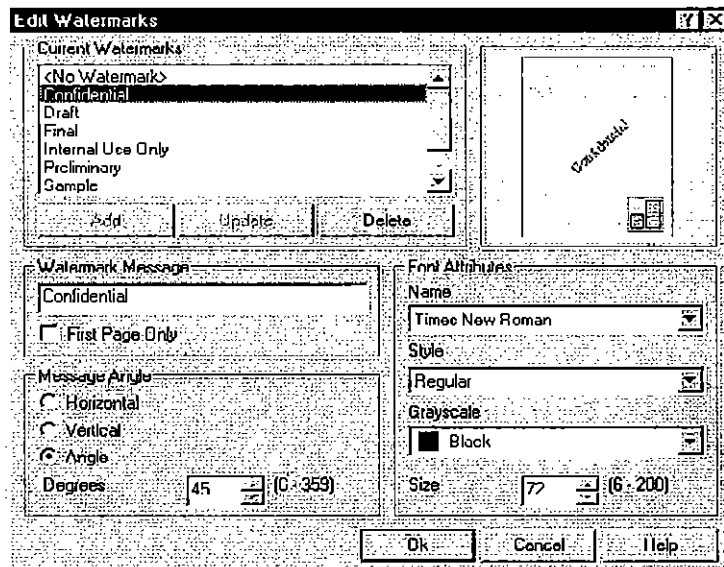 Edit Watermarks
Current Watermarks
<No Watermark>
Confidential
Draft
Final
Internal Use Only
Preliminary
Sample
Add Update Delete
Confidential
Watermark Message
Confidential
First Page Only
Message Angle
Horizontal
Vertical
Angle
Degrees 45 (0 - 359)
Font Attributes
Name
Times New Roman
Style
Regular
Grayscale
Black
Size 72 (6 - 200)
Ok Cancel Help